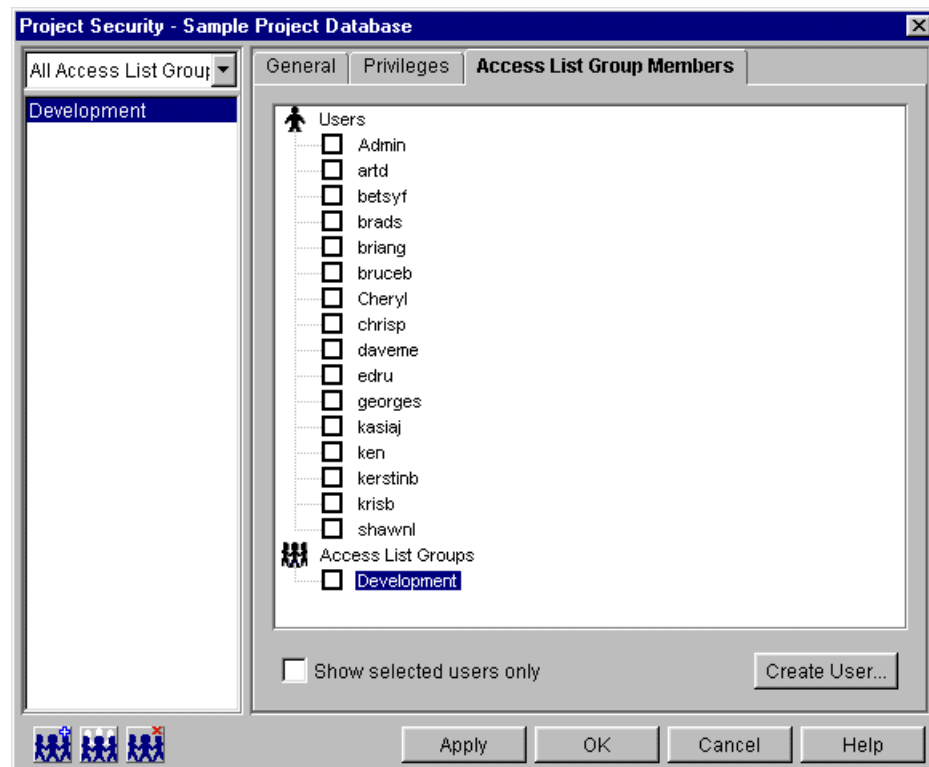 Project Security - Sample Project Database
All Access List Group
Development
General
Privileges
Access List Group Members
Users
Admin
artd
betsyf
brads
briang
bruceb
Cheryl
chrisp
daveme
edru
georges
kasiaj
ken
kerstinb
krisb
shawnl
Access List Groups
Development
Show selected users only
Create User...
Apply
OK
Cancel
Help